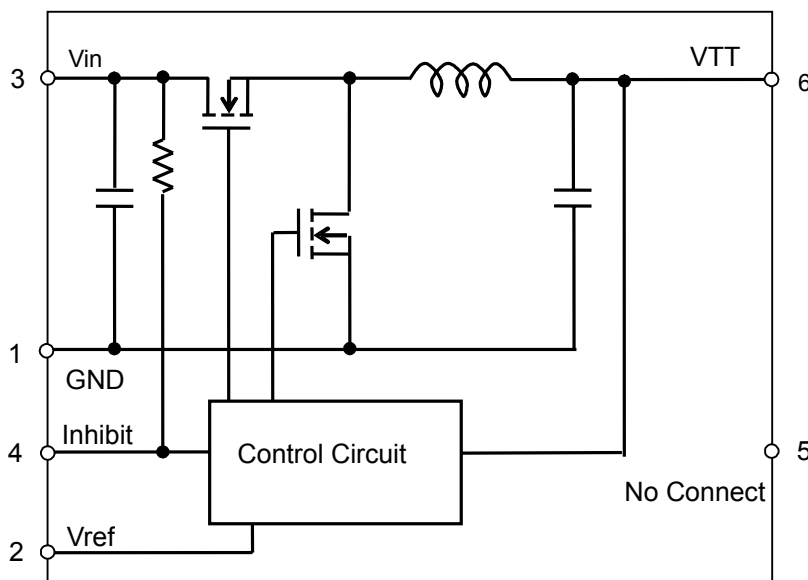 3 Vin VTT 6
1
GND
4 Inhibit Control Circuit 5
No Connect
2 Vref